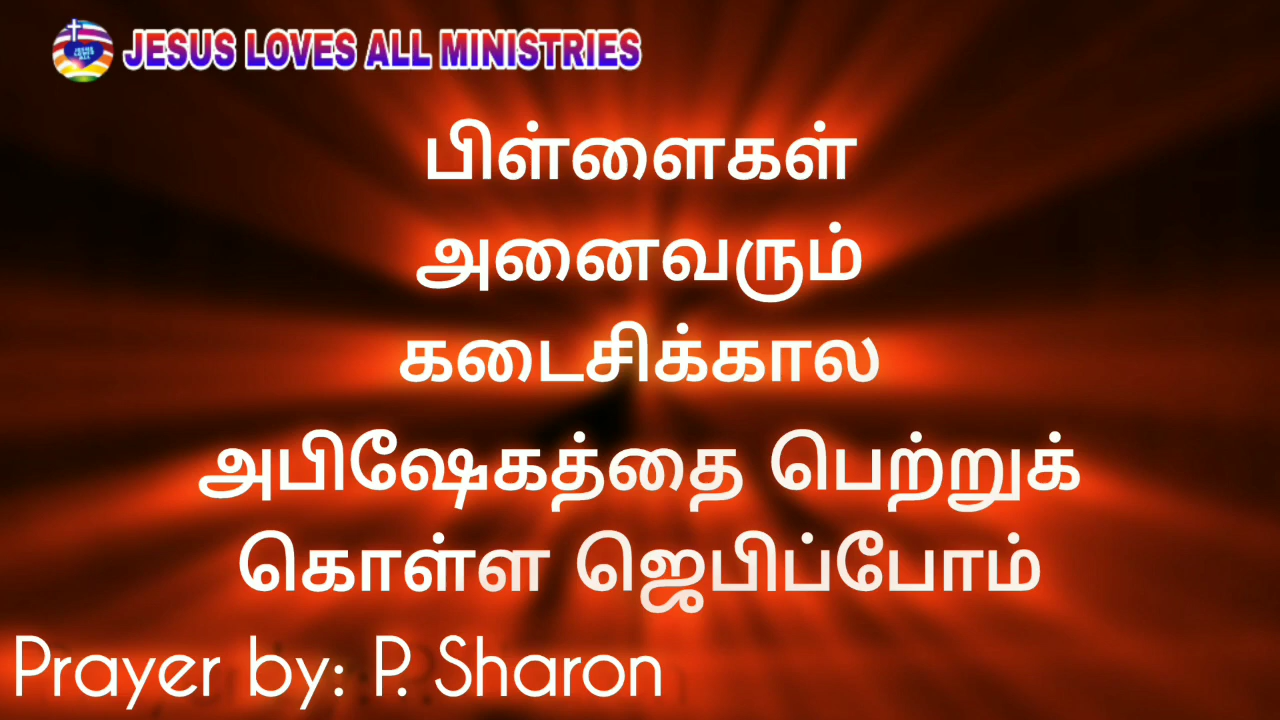 JESUS LOVES ALL MINISTRIES
பிள்ளைகள்
அனைவரும்
கடைசிக்கால
அபிஷேகத்தை பெற்றுக்
கொள்ள ஜெபிப்போம்
Prayer by: P. Sharon